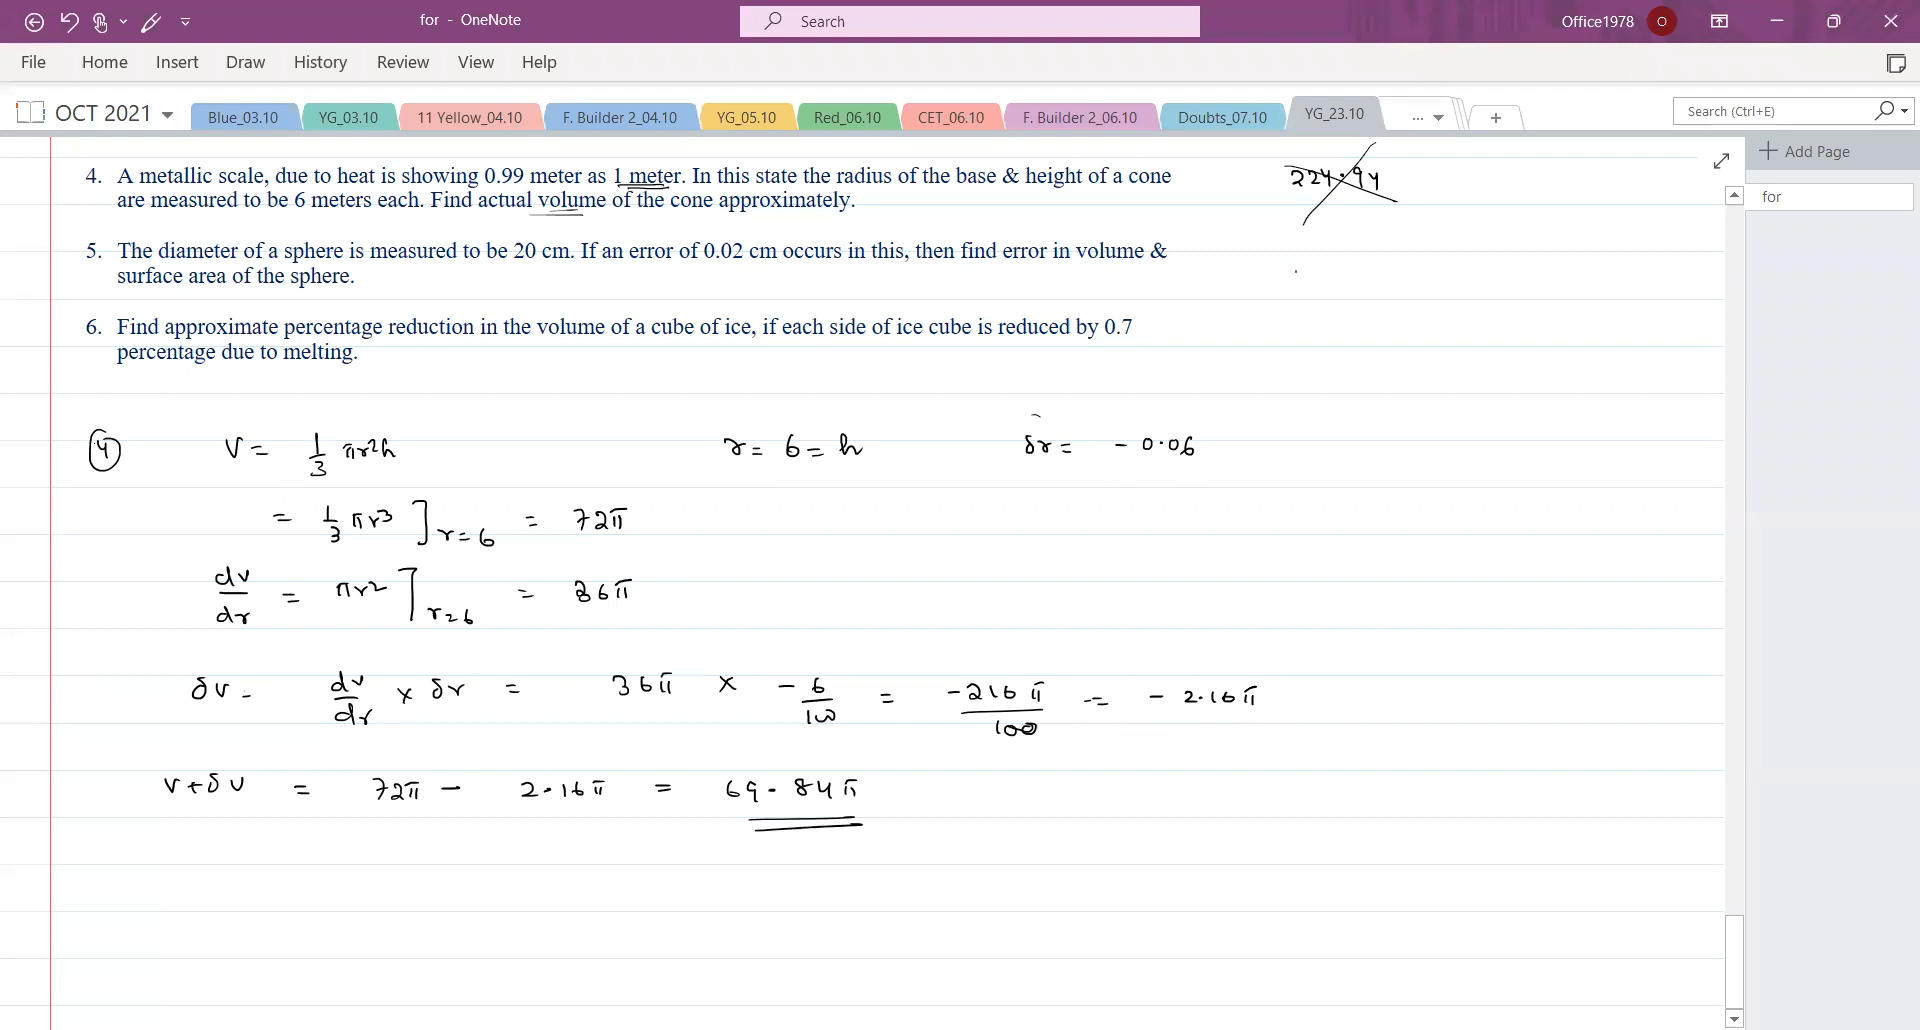 for - OneNote
Search
Office1978
O
File Home Insert Draw History Review View Help
OCT 2021
Blue_03.10
YG_03.10
11 Yellow_04.10
F. Builder 2_04.10
YG_05.10
Red_06.10
CET_06.10
F. Builder 2_06.10
Doubts_07.10
YG_23.10
...
+
Search (Ctrl+E)
Add Page
for
4. A metallic scale, due to heat is showing 0.99 meter as 1 meter. In this state the radius of the base & height of a cone
are measured to be 6 meters each. Find actual volume of the cone approximately.
224.94
5. The diameter of a sphere is measured to be 20 cm. If an error of 0.02 cm occurs in this, then find error in volume &
surface area of the sphere.
6. Find approximate percentage reduction in the volume of a cube of ice, if each side of ice cube is reduced by 0.7
percentage due to melting.
4 V = 1/3 πr²h r = 6 = h δr = - 0.06
= 1/3 πr³ ]r=6 = 72π
dv/dr = πr² ]r=6 = 36π
δv = dv/dr × δr = 36π × -6/100 = -216π/100 = - 2.16π
v+δv = 72π - 2.16π = 69.84π